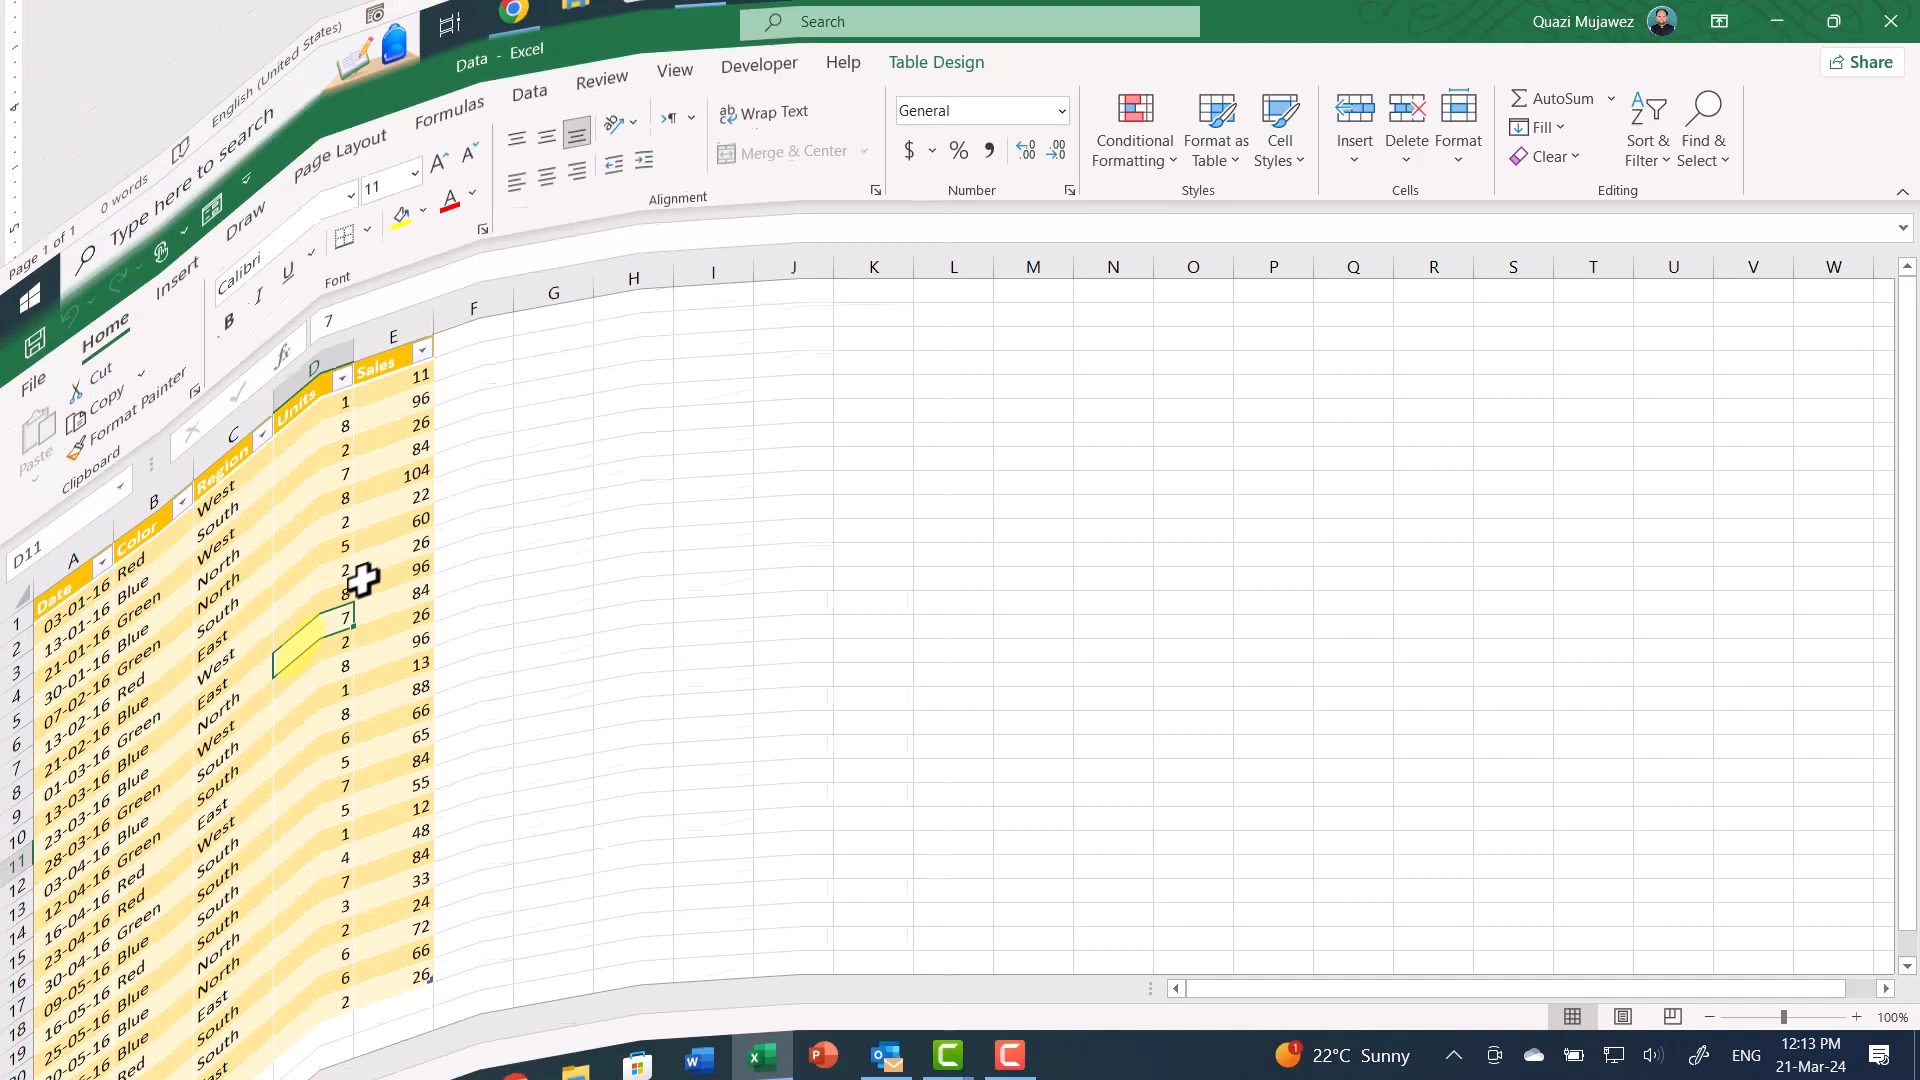 Page 1 of 1
0 words
English (United States)
Type here to search
Data - Excel
Search
Quazi Mujawez
File
Home
Insert
Draw
Page Layout
Formulas
Data
Review
View
Developer
Help
Table Design
Share
Paste
Cut
Copy
Format Painter
Clipboard
Calibri
11
B I U
Font
Wrap Text
Merge & Center
Alignment
General
$ % 9
Number
Conditional Formatting
Format as Table
Cell Styles
Styles
Insert
Delete
Format
Cells
AutoSum
Fill
Clear
Sort & Filter
Find & Select
Editing
D11
fx
7
A B C D E F G H I J K L M N O P Q R S T U V W
Date Color Region Units Sales
1 03-01-16 Red West 1 11
2 13-01-16 Blue South 8 96
3 21-01-16 Green West 2 26
4 30-01-16 Blue North 7 84
5 07-02-16 Green North 8 104
6 13-02-16 Red South 2 22
7 21-02-16 Blue East 5 60
8 01-03-16 Green West 2 26
9 13-03-16 Blue East 8 96
10 23-03-16 Blue North 7 84
11 28-03-16 Green West 2 26
12 03-04-16 Blue South 8 96
13 12-04-16 Green South 1 13
14 16-04-16 Red East 8 88
15 23-04-16 Red West 6 66
16 30-04-16 Green South 5 65
17 09-05-16 Blue South 7 84
18 16-05-16 Red South 5 55
19 25-05-16 Blue South 1 12
Blue North 4 48
Blue North 7 84
Red East 3 33
South 2 24
South 6 72
6 66
2 26
100%
22°C Sunny
ENG
12:13 PM
21-Mar-24